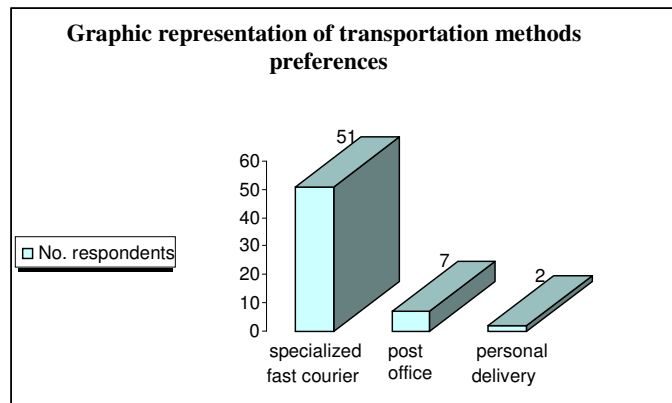 Graphic representation of transportation methods
preferences
51
60
50
40
30
20
10
0
7
2
No. respondents
specialized
fast courier
post
office
personal
delivery